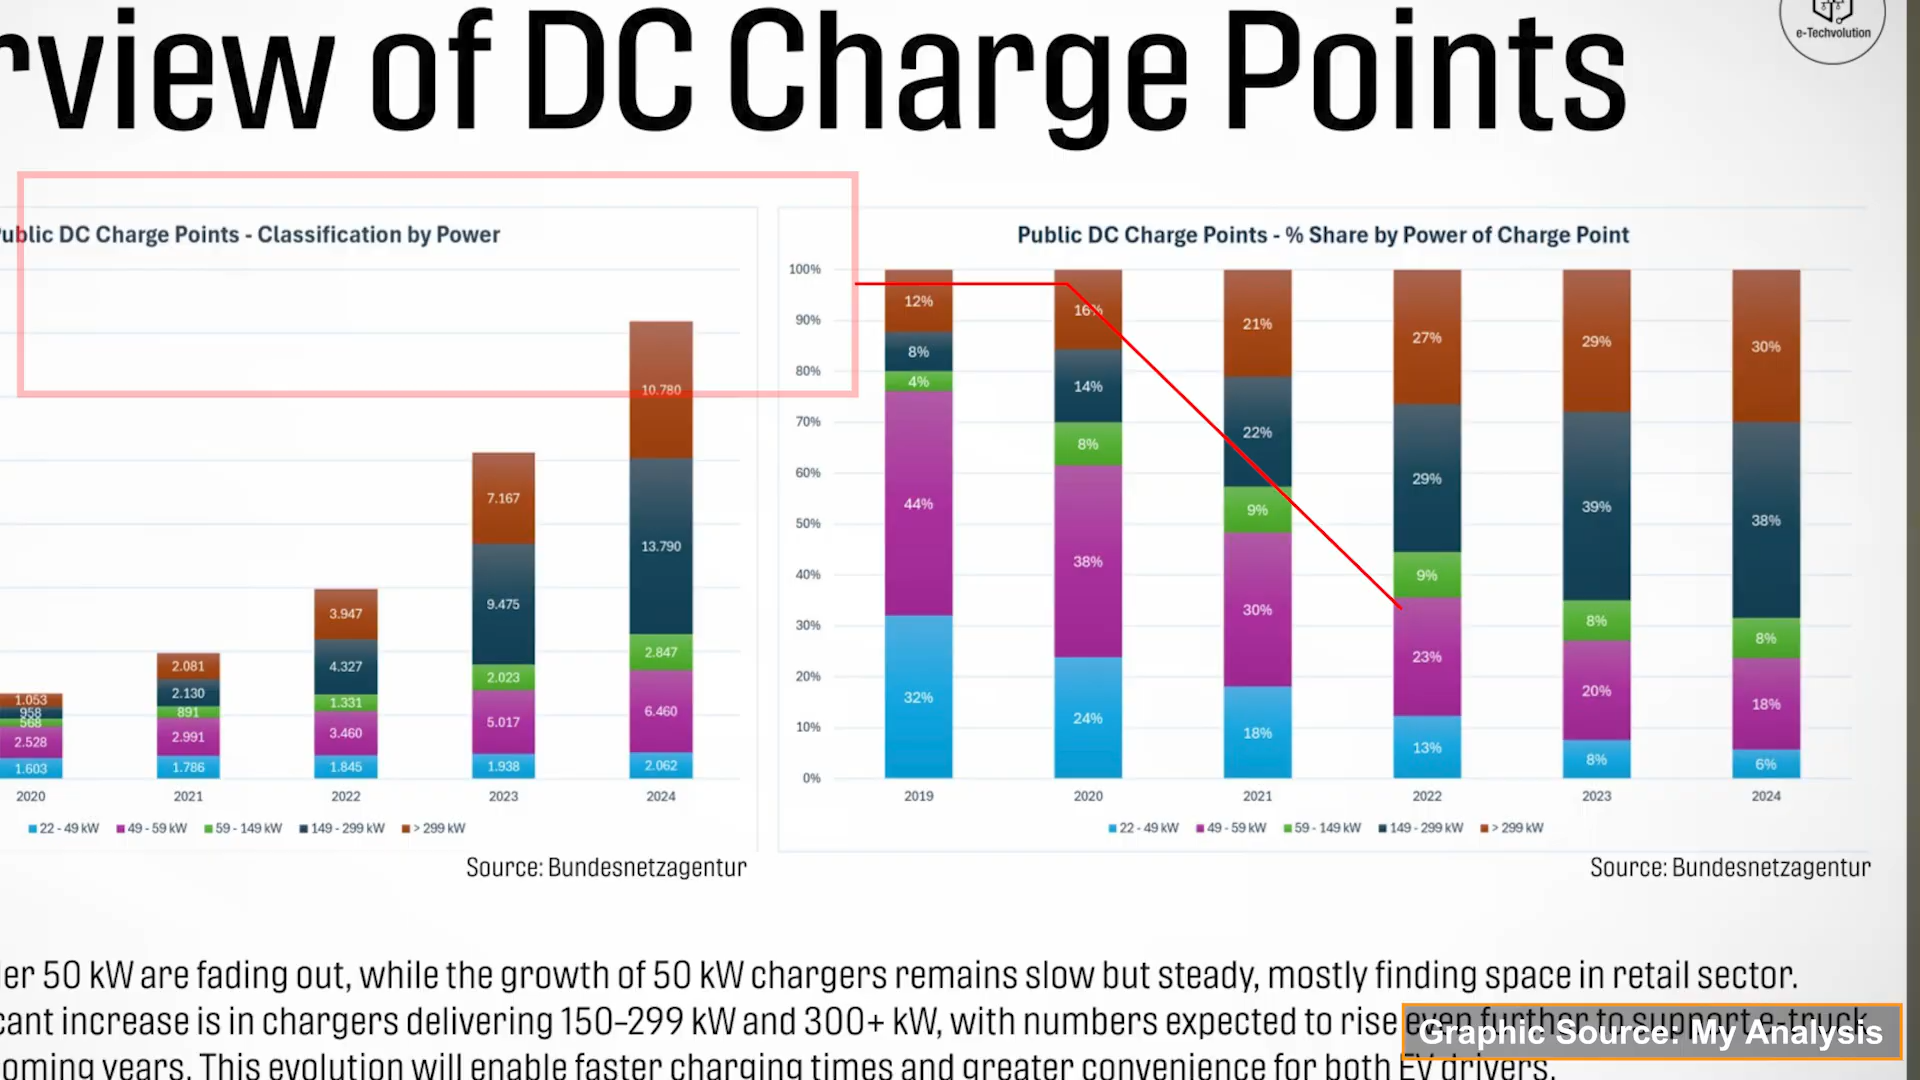 rview of DC Charge Points
e-Techvolution
ublic DC Charge Points - Classification by Power
10.780
13.790
2.847
6.460
2.062
7.167
9.475
2.023
5.017
1.938
3.947
4.327
1.331
3.460
1.845
2.081
2.130
891
2.991
1.786
1.053
958
568
2.528
1.603
2020 2021 2022 2023 2024
22 - 49 kW 49 - 59 kW 59 - 149 kW 149 - 299 kW > 299 kW
Source: Bundesnetzagentur
Public DC Charge Points - % Share by Power of Charge Point
100%
90%
80%
70%
60%
50%
40%
30%
20%
10%
0%
12% 16% 21% 27% 29% 30%
8% 14% 22% 29% 39% 38%
4% 8% 9% 9% 8% 8%
44% 38% 30% 23% 20% 18%
32% 24% 18% 13% 8% 6%
2019 2020 2021 2022 2023 2024
22 - 49 kW 49 - 59 kW 59 - 149 kW 149 - 299 kW > 299 kW
Source: Bundesnetzagentur
er 50 kW are fading out, while the growth of 50 kW chargers remains slow but steady, mostly finding space in retail sector.
cant increase is in chargers delivering 150-299 kW and 300+ kW, with numbers expected to rise even further to support e-truck
oming years. This evolution will enable faster charging times and greater convenience for both EV drivers.
Graphic Source: My Analysis